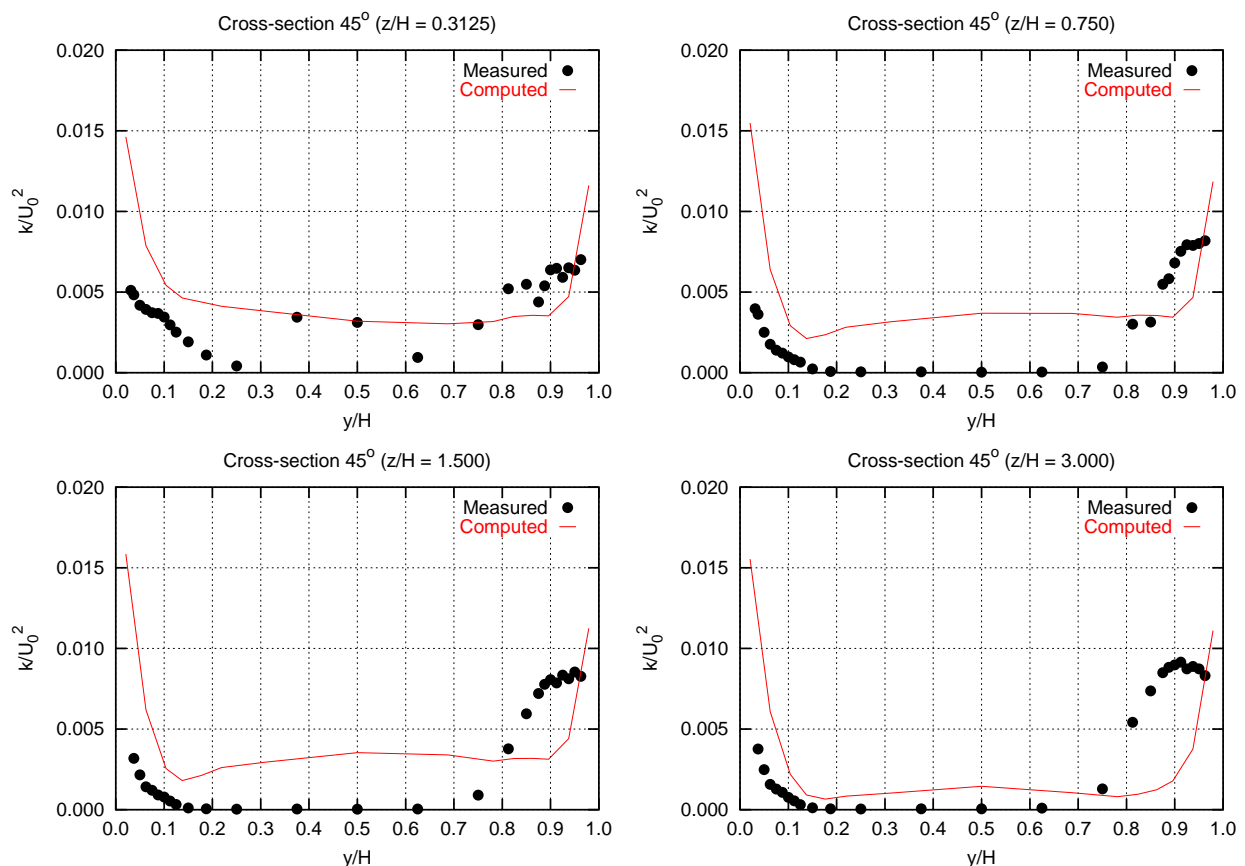 Cross-section 45° (z/H = 0.3125)
0.020
0.015
0.010
0.005
0.000
k/U₀²
Measured
Computed
0.0 0.1 0.2 0.3 0.4 0.5 0.6 0.7 0.8 0.9 1.0
y/H
Cross-section 45° (z/H = 0.750)
0.020
0.015
0.010
0.005
0.000
k/U₀²
Measured
Computed
0.0 0.1 0.2 0.3 0.4 0.5 0.6 0.7 0.8 0.9 1.0
y/H
Cross-section 45° (z/H = 1.500)
0.020
0.015
0.010
0.005
0.000
k/U₀²
Measured
Computed
0.0 0.1 0.2 0.3 0.4 0.5 0.6 0.7 0.8 0.9 1.0
y/H
Cross-section 45° (z/H = 3.000)
0.020
0.015
0.010
0.005
0.000
k/U₀²
Measured
Computed
0.0 0.1 0.2 0.3 0.4 0.5 0.6 0.7 0.8 0.9 1.0
y/H